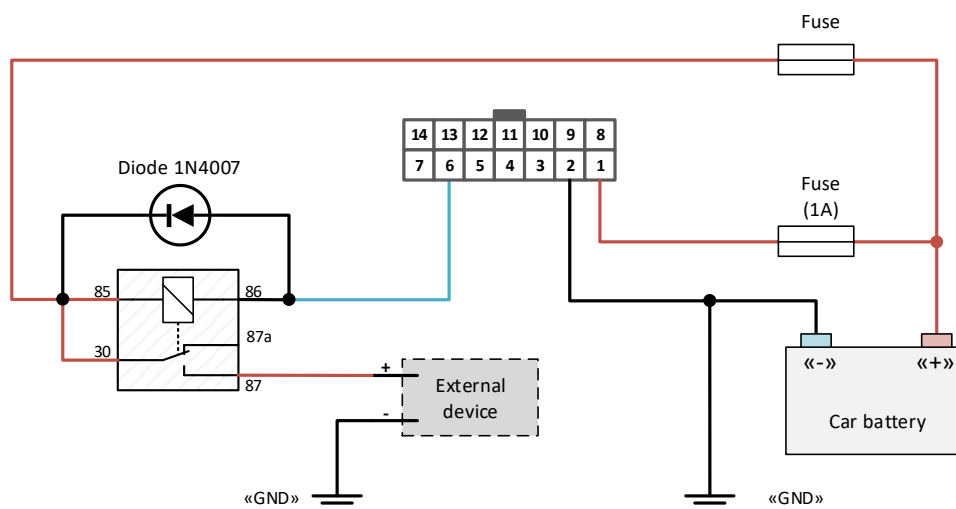 Fuse
14 13 12 11 10 9 8
7 6 5 4 3 2 1
Diode 1N4007
Fuse
(1A)
85
86
87a
30
87
+
External
device
-
«-»
«+»
Car battery
«GND»
«GND»